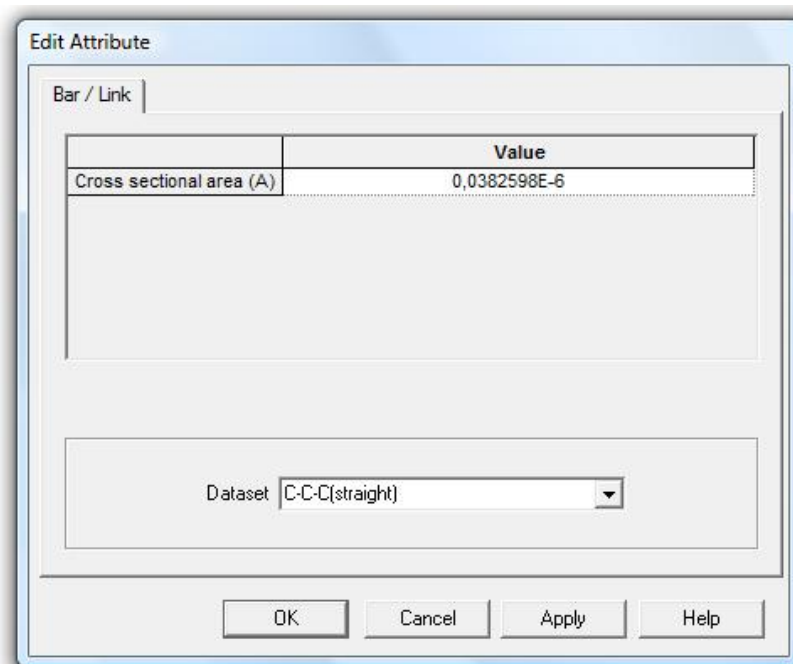 Edit Attribute
Bar / Link
Value
Cross sectional area (A) 0,0382598E-6
Dataset C-C-C(straight)
OK Cancel Apply Help